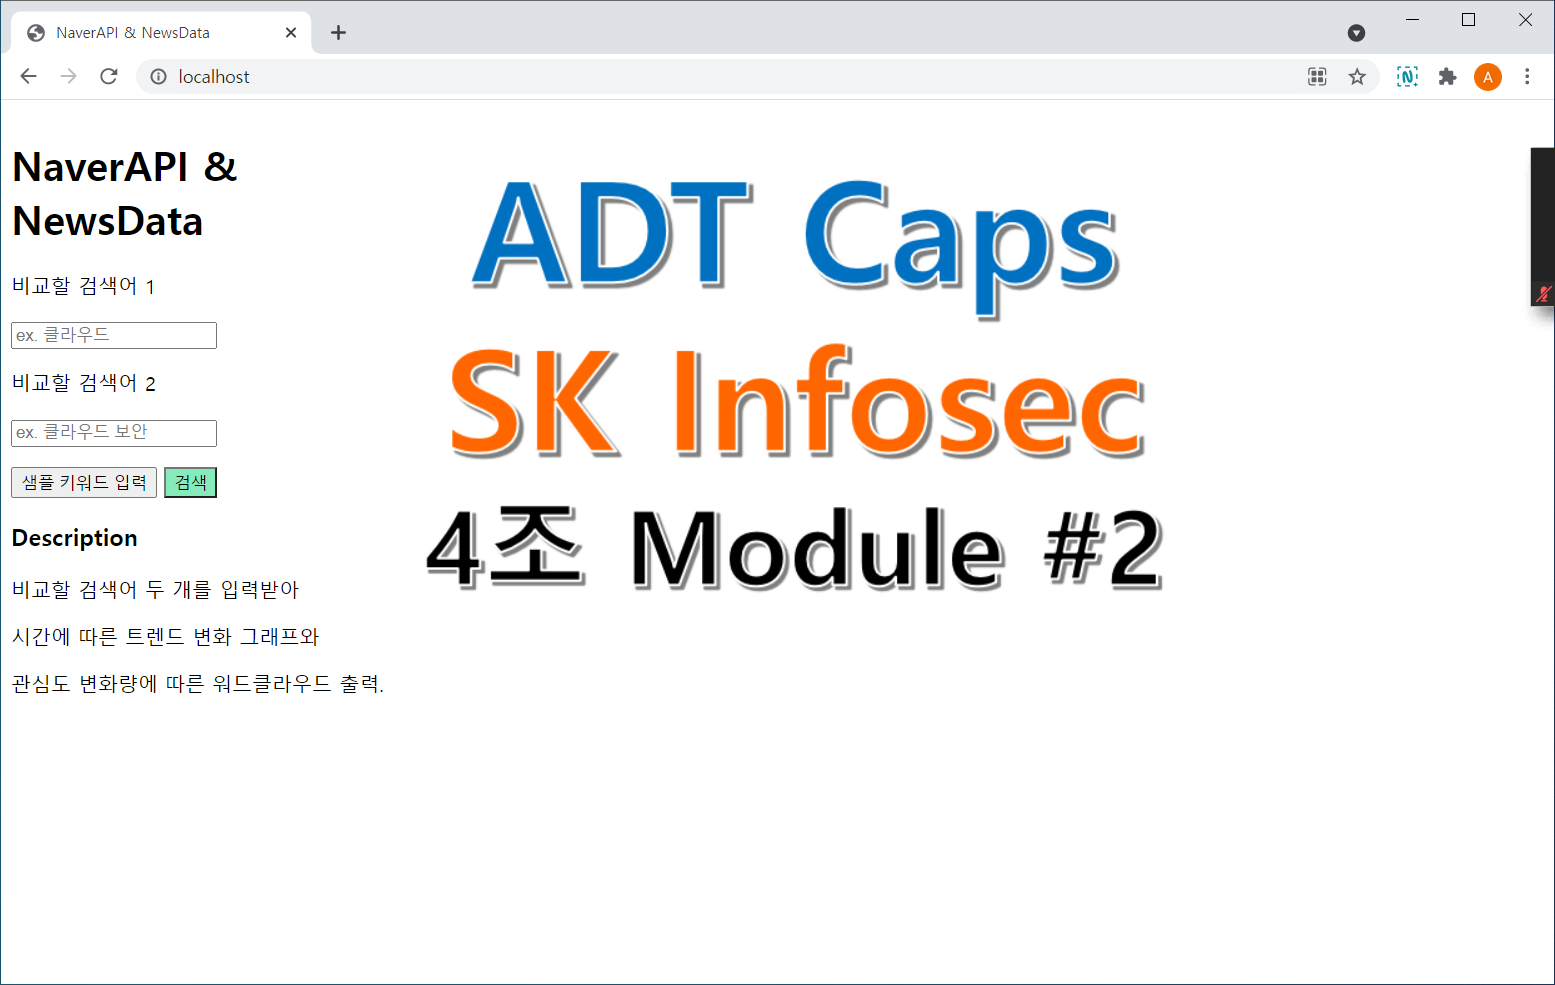 NaverAPI & NewsData
localhost
A
NaverAPI &
NewsData
비교할 검색어 1
ex. 클라우드
비교할 검색어 2
ex. 클라우드 보안
샘플 키워드 입력 검색
Description
비교할 검색어 두 개를 입력받아
시간에 따른 트렌드 변화 그래프와
관심도 변화량에 따른 워드클라우드 출력.
ADT Caps
SK Infosec
4조 Module #2